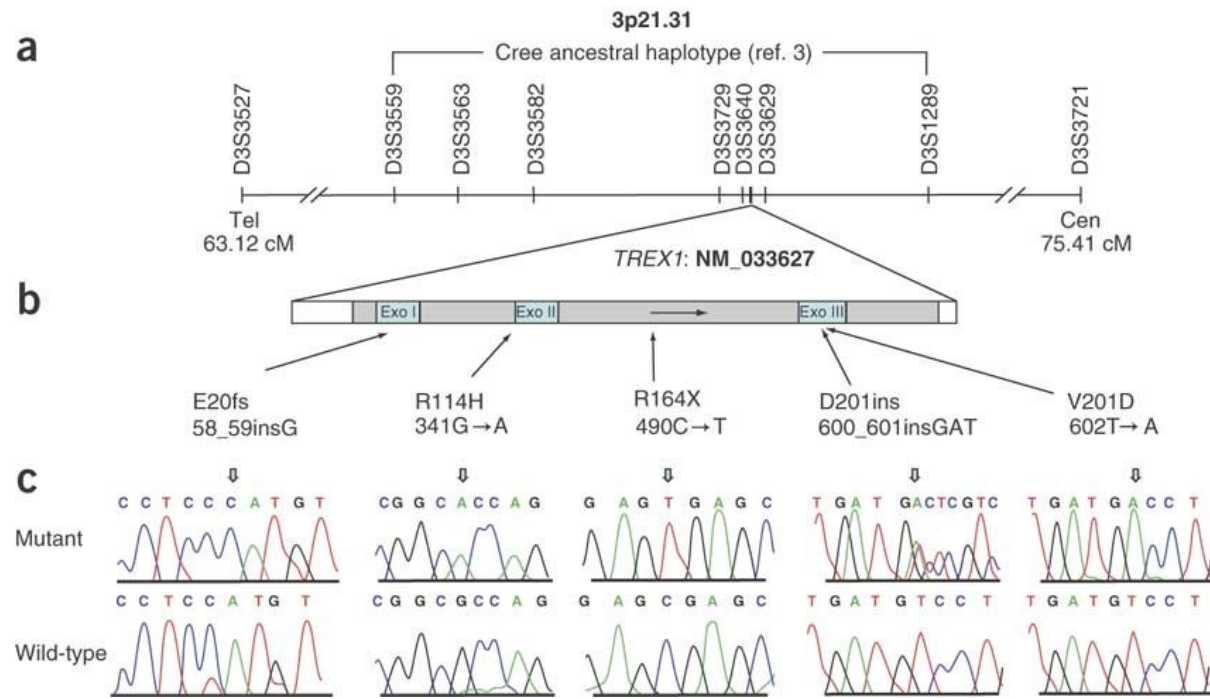 3p21.31
a
Cree ancestral haplotype (ref. 3)
D3S3527
D3S3559
D3S3563
D3S3582
D3S3729
D3S3640
D3S3629
D3S1289
D3S3721
Tel
63.12 cM
Cen
75.41 cM
TREX1: NM_033627
b
Exo I
Exo II
Exo III
E20fs
58_59insG
R114H
341G→A
R164X
490C→T
D201ins
600_601insGAT
V201D
602T→A
c
Mutant
C C T C C C A T G T
C G G C A C C A G
G A G T G A G C
T G A T G A C T C G T C
T G A T G A C C T
Wild-type
C C T C C A T G T
C G G C G C C A G
G A G C G A G C
T G A T G T C C T
T G A T G T C C T